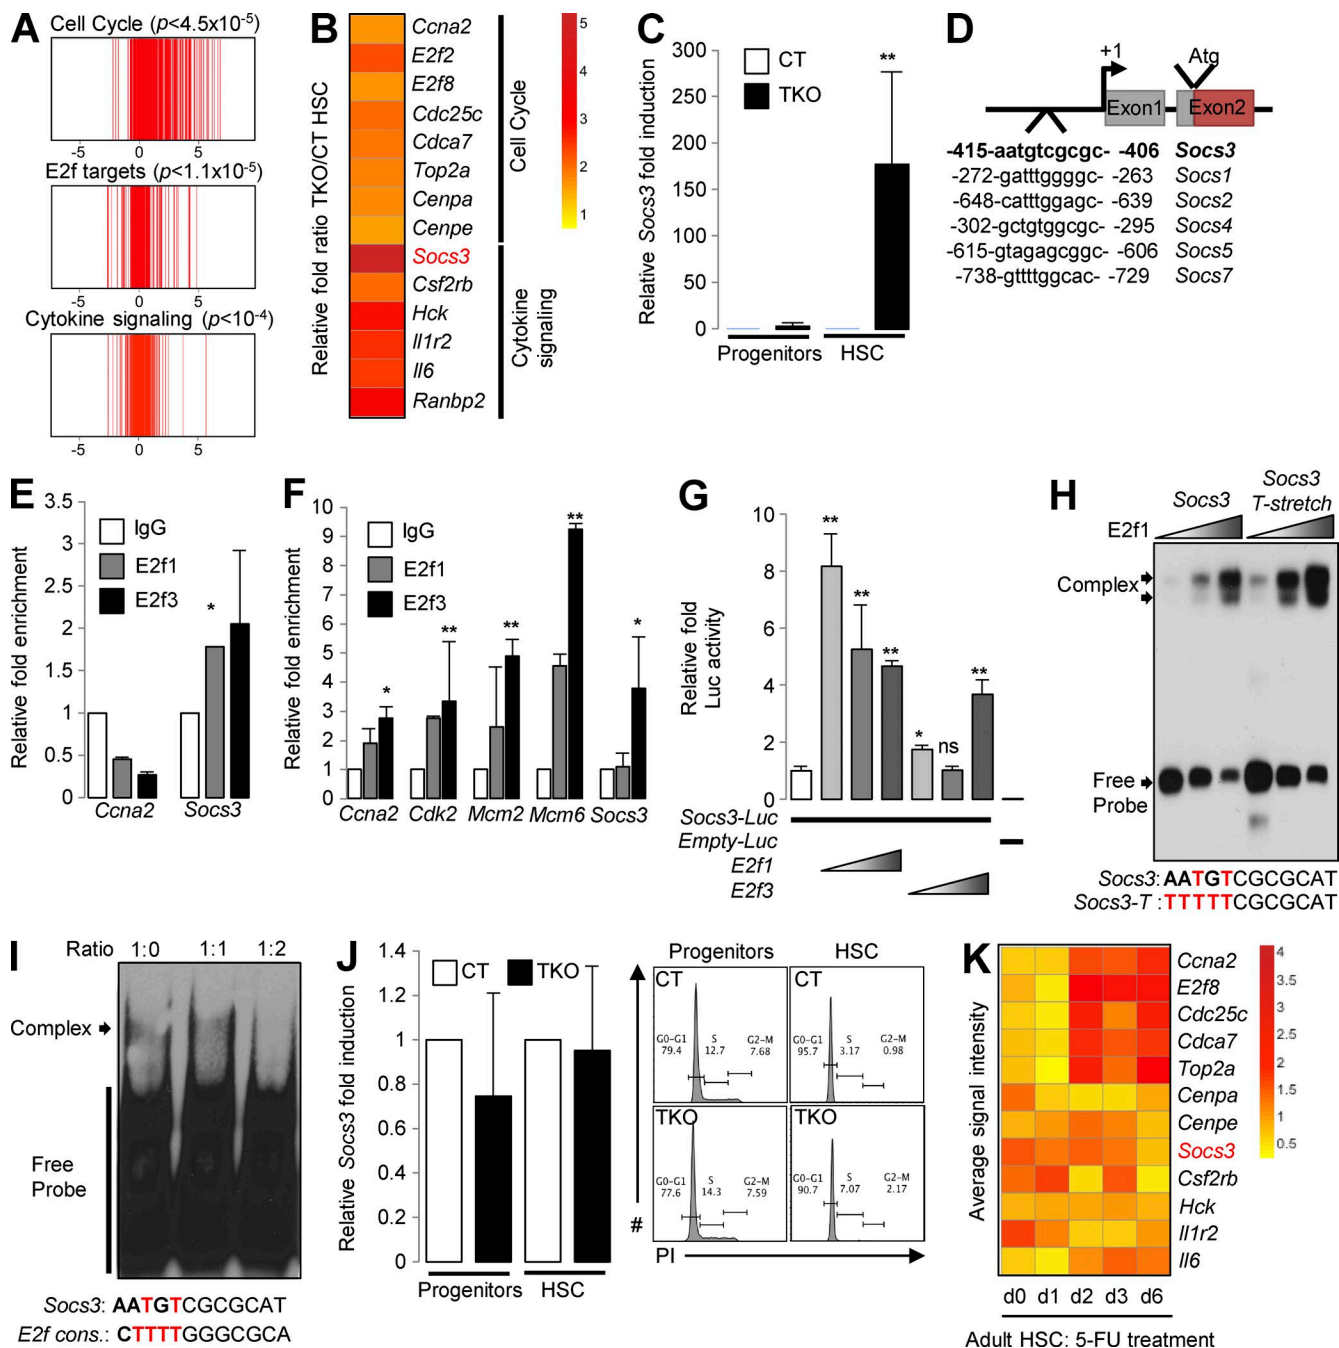 A
Cell Cycle (p<4.5x10-5)
-5 0 5
E2f targets (p<1.1x10-5)
-5 0 5
Cytokine signaling (p<10-4)
-5 0 5
B
Relative fold ratio TKO/CT HSC
Ccna2
E2f2
E2f8
Cdc25c
Cdca7
Top2a
Cenpa
Cenpe
Socs3
Csf2rb
Hck
Il1r2
Il6
Ranbp2
Cell Cycle
Cytokine
signaling
5
4
3
2
1
C
Relative Socs3 fold induction
300
250
200
150
100
50
0
CT
TKO
**
Progenitors HSC
D
+1
Atg
Exon1 Exon2
-415-aatgtcgcgc- -406 Socs3
-272-gatttggggc- -263 Socs1
-648-catttggagc- -639 Socs2
-302-gctgtggcgc- -295 Socs4
-615-gtagagcggc- -606 Socs5
-738-gttttggcac- -729 Socs7
E
Relative fold enrichment
3.5
3
2.5
2
1.5
1
0.5
0
IgG
E2f1
E2f3
*
Ccna2 Socs3
F
Relative fold enrichment
10
9
8
7
6
5
4
3
2
1
0
IgG
E2f1
E2f3
* ** ** ** *
Ccna2 Cdk2 Mcm2 Mcm6 Socs3
G
Relative fold
Luc activity
10
8
6
4
2
0
** ** ** * ns **
Socs3-Luc
Empty-Luc
E2f1
E2f3
H
Socs3
Socs3
T-stretch
E2f1
Complex
Free
Probe
Socs3:AATGTCGCGCAT
Socs3-T :TTTTTCGCGCAT
I
Ratio 1:0 1:1 1:2
Complex
Free
Probe
Socs3: AATGTCGCGCAT
E2f cons.: CTTTTGGGCGCA
J
Relative Socs3 fold induction
1.4
1.2
1
0.8
0.6
0.4
0.2
0
CT TKO
Progenitors HSC
Progenitors HSC
CT
G0-G1 S G2-M
79.4 12.7 7.68
CT
G0-G1 S G2-M
95.7 3.17 0.98
TKO
G0-G1 S G2-M
77.6 14.3 7.59
TKO
G0-G1 S G2-M
90.7 7.07 2.17
#
PI
K
Average signal intensity
Ccna2
E2f8
Cdc25c
Cdca7
Top2a
Cenpa
Cenpe
Socs3
Csf2rb
Hck
Il1r2
Il6
4
3.5
3
2.5
2
1.5
1
0.5
d0 d1 d2 d3 d6
Adult HSC: 5-FU treatment